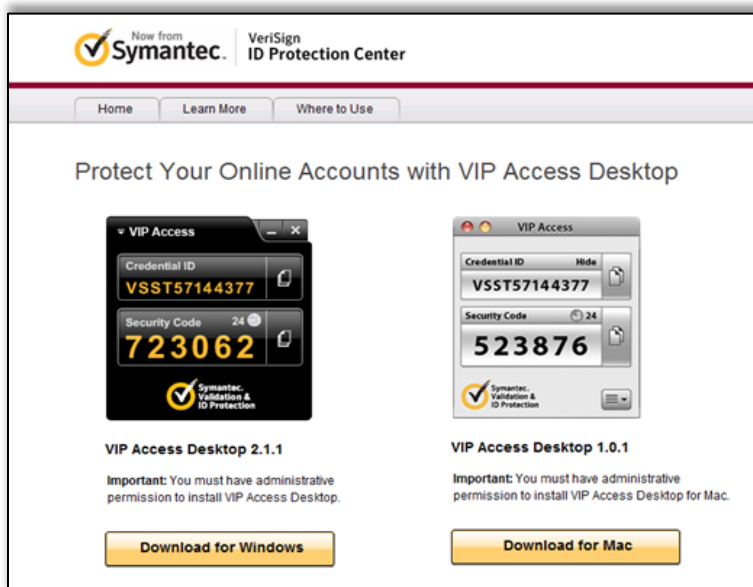 Now from
Symantec.
VeriSign
ID Protection Center
Home
Learn More
Where to Use
Protect Your Online Accounts with VIP Access Desktop
VIP Access
Credential ID
VSST57144377
Security Code 24
723062
Symantec.
Validation &
ID Protection
VIP Access Desktop 2.1.1
Important: You must have administrative
permission to install VIP Access Desktop.
Download for Windows
VIP Access
Credential ID Hide
VSST57144377
Security Code 24
523876
Symantec.
Validation &
ID Protection
VIP Access Desktop 1.0.1
Important: You must have administrative
permission to install VIP Access Desktop for Mac.
Download for Mac